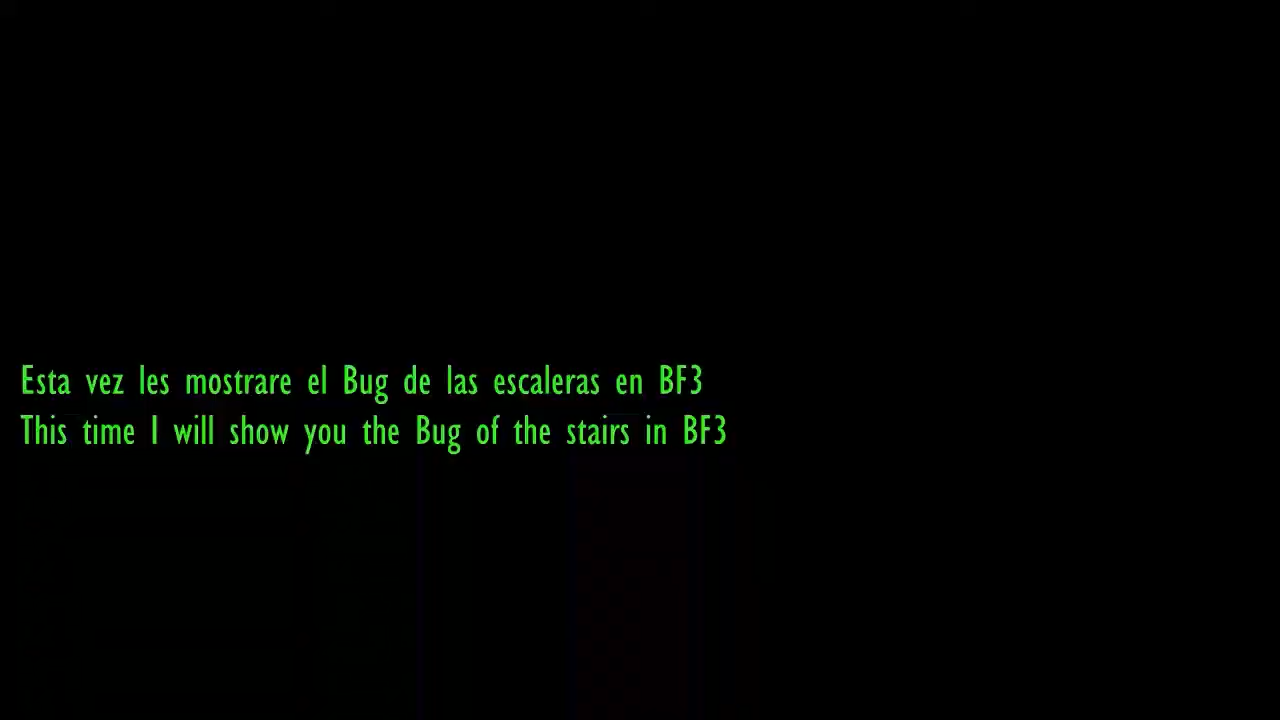 Esta vez les mostrare el Bug de las escaleras en BF3
This time I will show you the Bug of the stairs in BF3